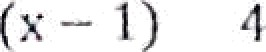 (x – 1) 4